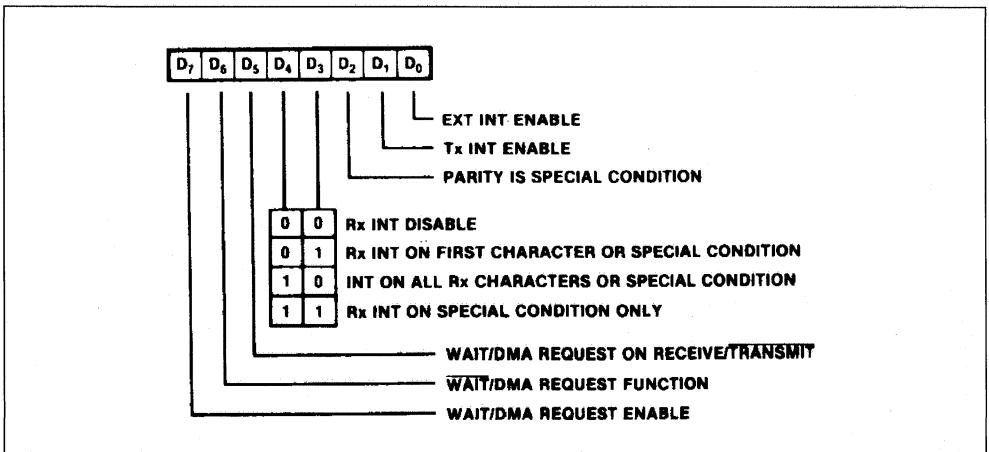 D₇ D₆ D₅ D₄ D₃ D₂ D₁ D₀
EXT INT ENABLE
Tx INT ENABLE
PARITY IS SPECIAL CONDITION
0 0 Rx INT DISABLE
0 1 Rx INT ON FIRST CHARACTER OR SPECIAL CONDITION
1 0 INT ON ALL Rx CHARACTERS OR SPECIAL CONDITION
1 1 Rx INT ON SPECIAL CONDITION ONLY
WAIT/DMA REQUEST ON RECEIVE/T̅R̅A̅N̅S̅M̅I̅T̅
W̅A̅I̅T̅/DMA REQUEST FUNCTION
WAIT/DMA REQUEST ENABLE